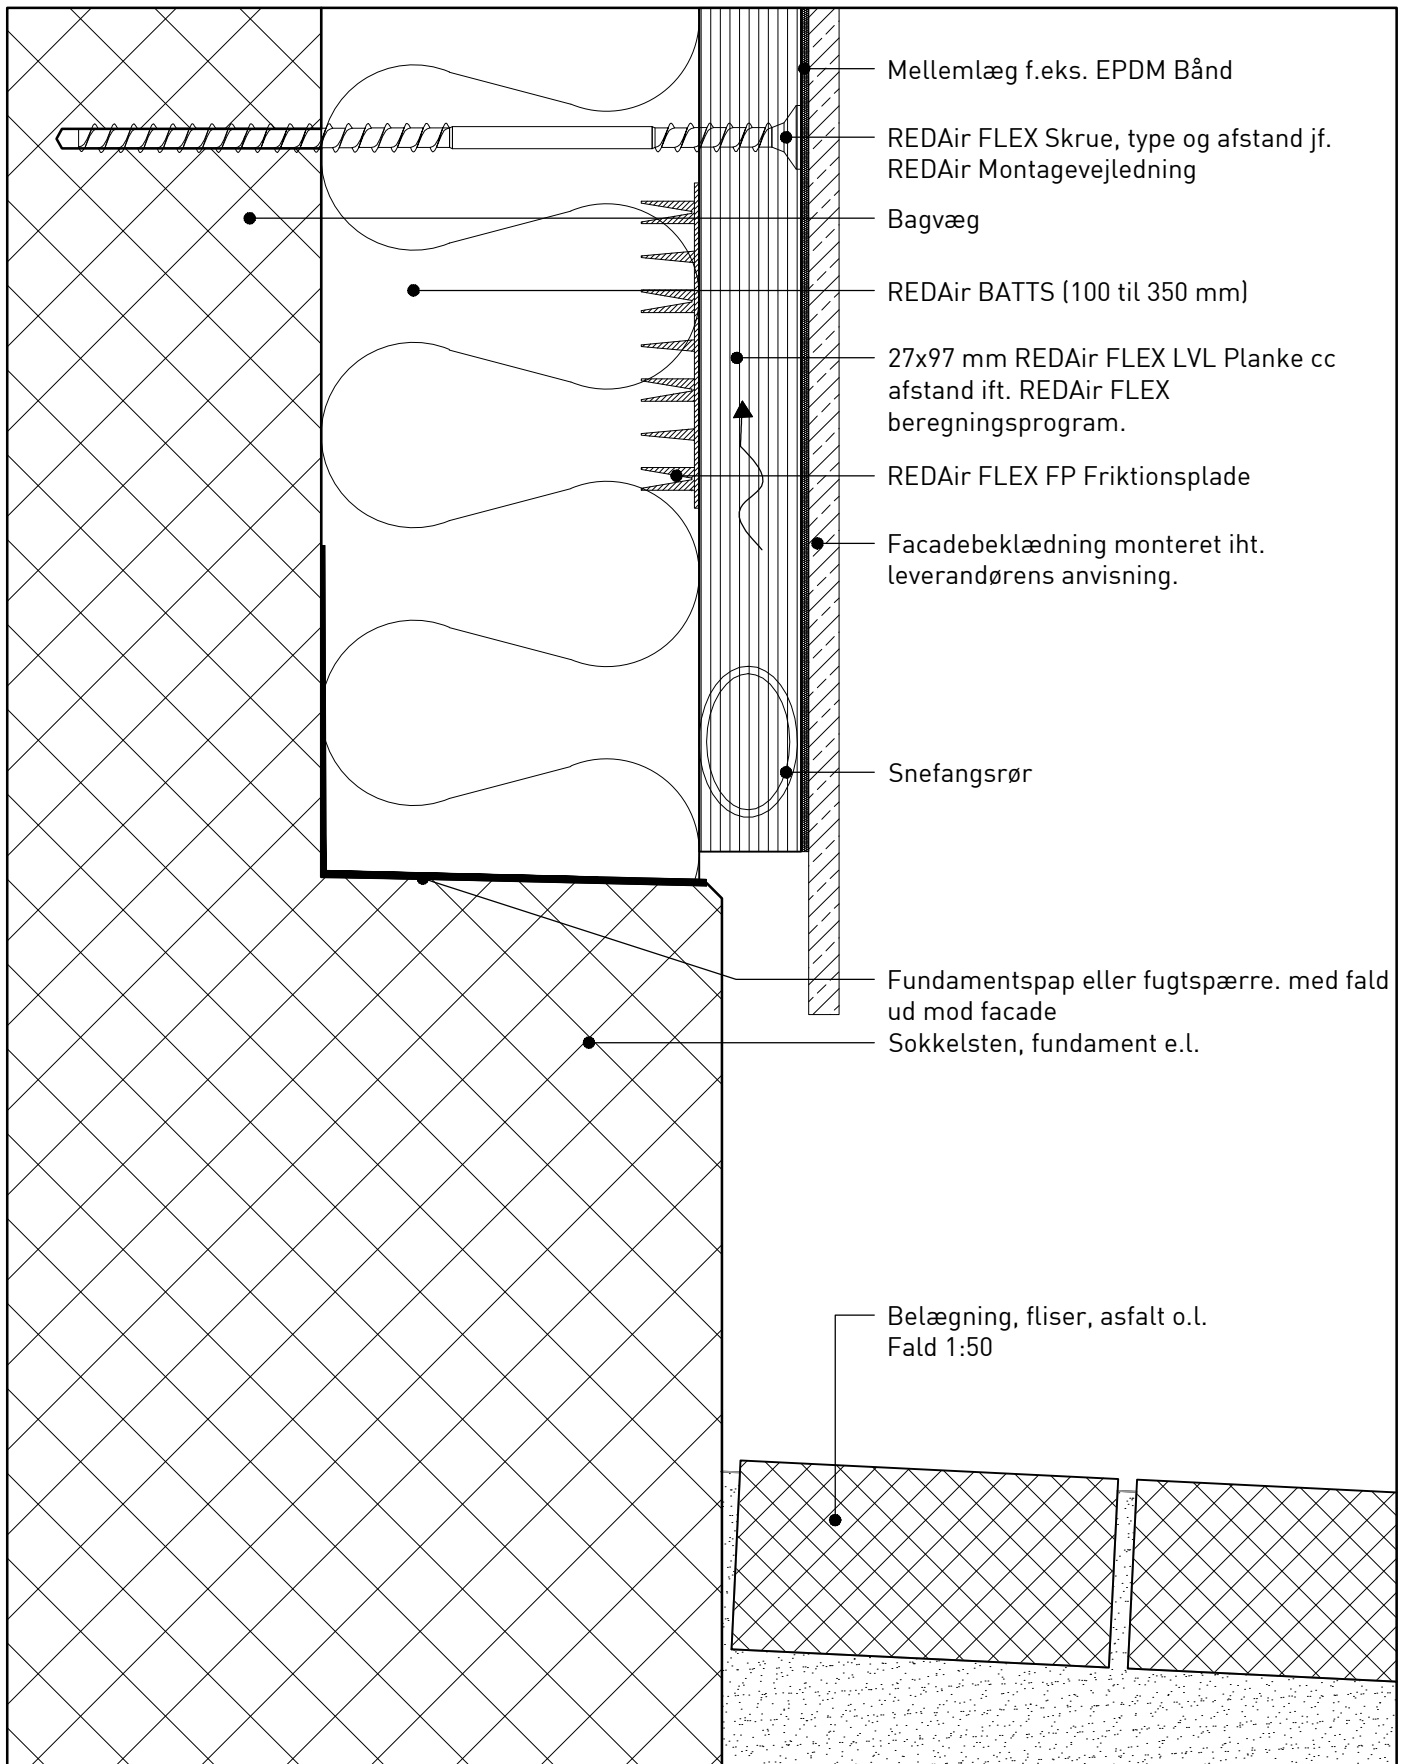 Mellemlæg f.eks. EPDM Bånd
REDAir FLEX Skrue, type og afstand jf.
REDAir Montagevejledning
Bagvæg
REDAir BATTS (100 til 350 mm)
27x97 mm REDAir FLEX LVL Planke cc
afstand ift. REDAir FLEX
beregningsprogram.
REDAir FLEX FP Friktionsplade
Facadebeklædning monteret iht.
leverandørens anvisning.
Snefangsrør
Fundamentspap eller fugtspærre. med fald
ud mod facade
Sokkelsten, fundament e.l.
Belægning, fliser, asfalt o.l.
Fald 1:50